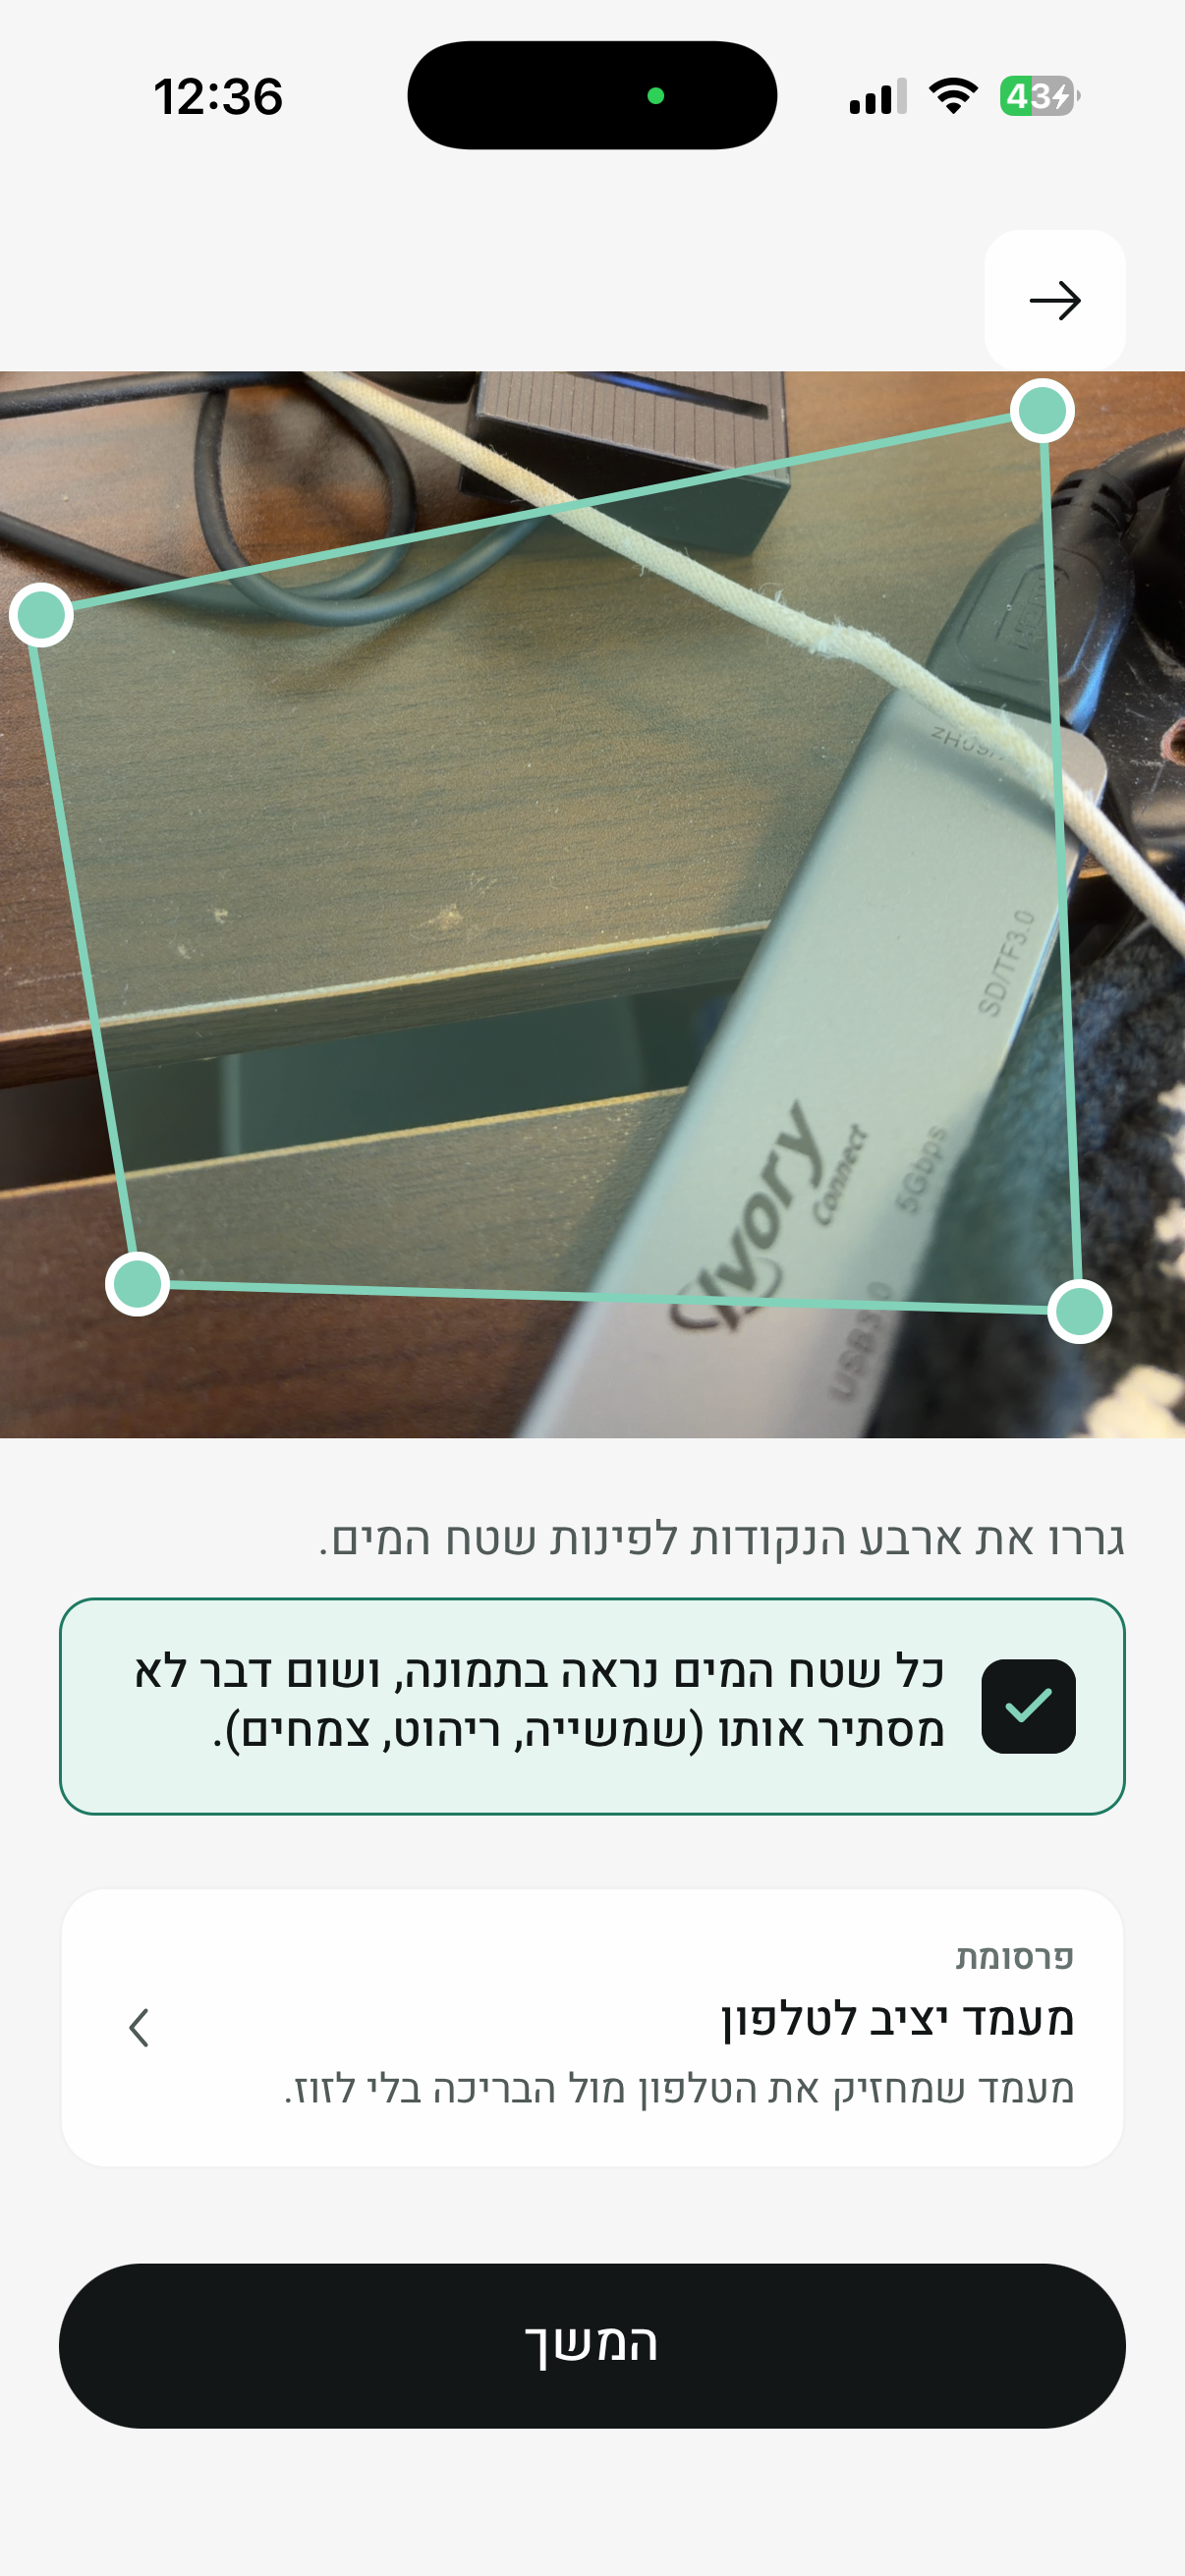 12:36
43
SD/TF3.0
5Gbps
Ivory
Connect
USB3.0
גררו את ארבע הנקודות לפינות שטח המים.
כל שטח המים נראה בתמונה, ושום דבר לא
מסתיר אותו (שמשייה, ריהוט, צמחים).
פרסומת
מעמד יציב לטלפון
מעמד שמחזיק את הטלפון מול הבריכה בלי לזוז.
המשך